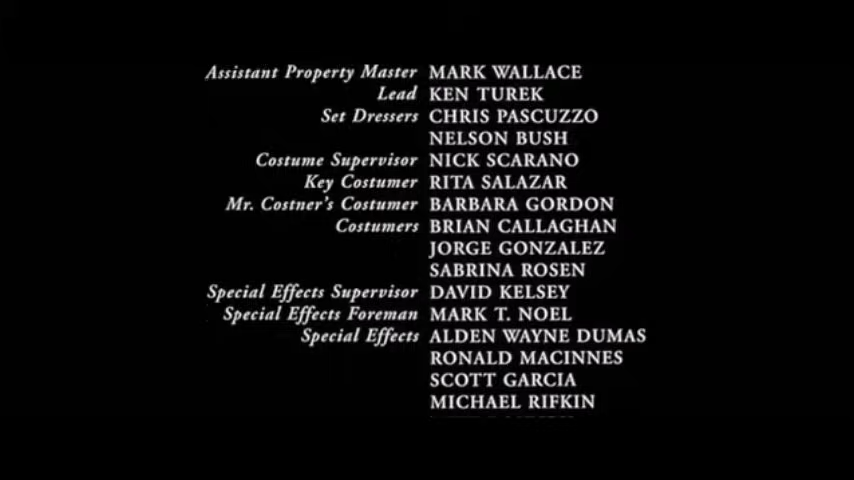 Assistant Property Master MARK WALLACE
Lead KEN TUREK
Set Dressers CHRIS PASCUZZO
NELSON BUSH
Costume Supervisor NICK SCARANO
Key Costumer RITA SALAZAR
Mr. Costner's Costumer BARBARA GORDON
Costumers BRIAN CALLAGHAN
JORGE GONZALEZ
SABRINA ROSEN
Special Effects Supervisor DAVID KELSEY
Special Effects Foreman MARK T. NOEL
Special Effects ALDEN WAYNE DUMAS
RONALD MACINNES
SCOTT GARCIA
MICHAEL RIFKIN